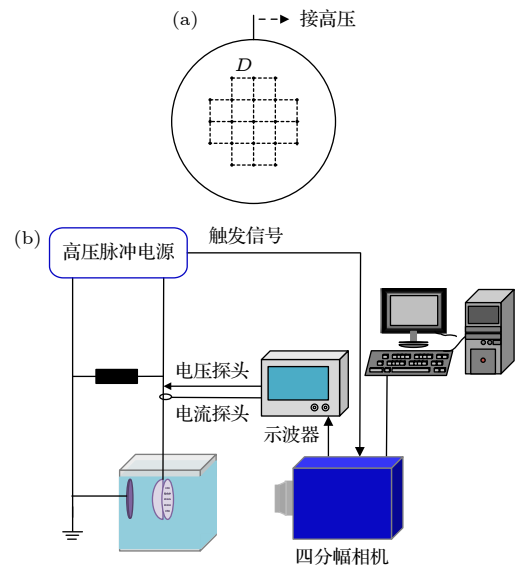 (a)
接高压
D
(b)
高压脉冲电源
触发信号
电压探头
电流探头
示波器
四分幅相机